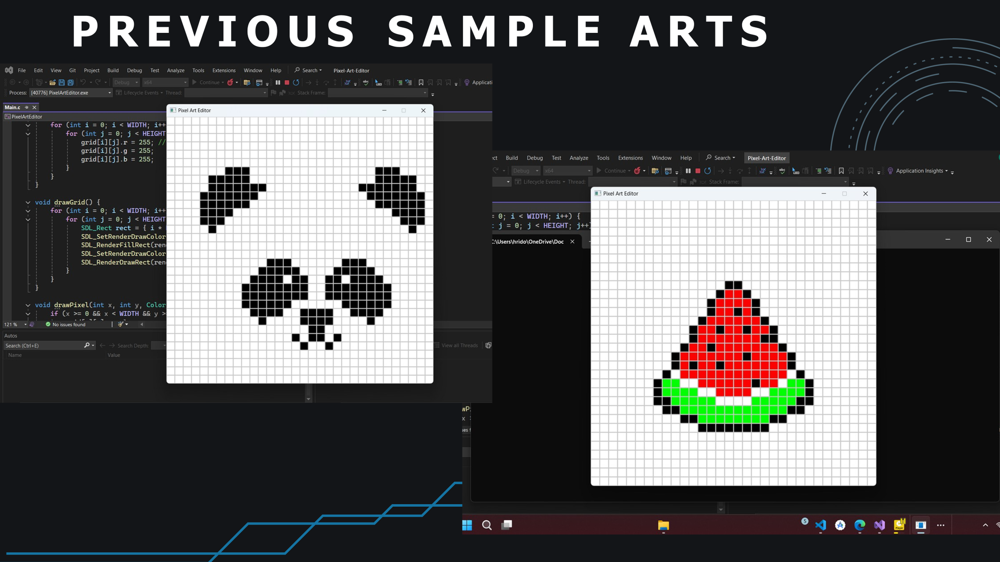 PREVIOUS SAMPLE ARTS
File Edit View Git Project Build Debug Test Analyze Tools Extensions Window Help Search Pixel-Art-Editor
Debug x64 Continue
Process: [40776] PixelArtEditor.exe Lifecycle Events Thread: Stack Frame:
Main.c
PixelArtEditor
for (int i = 0; i < WIDTH; i++
for (int j = 0; j < HEIGHT
grid[i][j].r = 255; //
grid[i][j].g = 255;
grid[i][j].b = 255;
}
}
}
void drawGrid() {
for (int i = 0; i < WIDTH; i++
for (int j = 0; j < HEIGHT
SDL_Rect rect = { i *
SDL_SetRenderDrawColor
SDL_RenderFillRect(ren
SDL_SetRenderDrawColor
SDL_RenderDrawRect(ren
}
}
}
void drawPixel(int x, int y, Color
if (x >= 0 && x < WIDTH && y >
121 % No issues found
Autos
Search (Ctrl+E) Search Depth: View all Threads
Name Value
Pixel Art Editor
Build Debug Test Analyze Tools Extensions Window Help Search Pixel-Art-Editor
Debug x64 Continue Application Insights
Lifecycle Events Thread: Stack Frame:
Pixel Art Editor
= 0; i < WIDTH; i++) {
j = 0; j < HEIGHT; j++
C:\Users\hrido\OneDrive\Doc
5